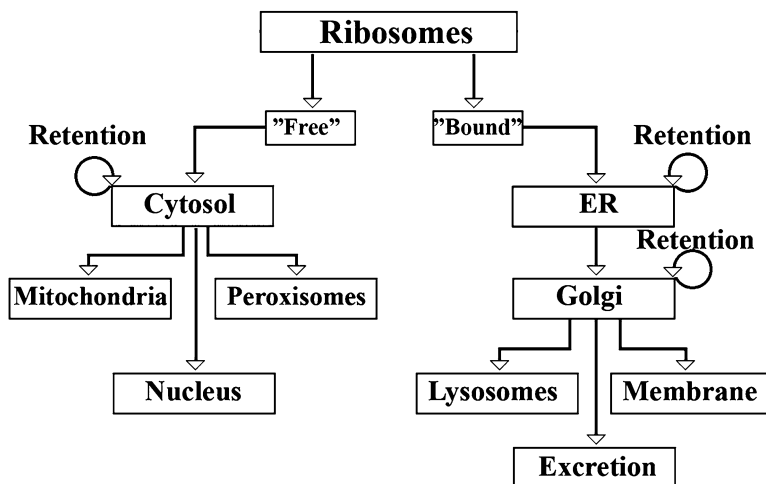 Ribosomes
”Free”
”Bound”
Retention
Retention
Cytosol
ER
Retention
Mitochondria
Peroxisomes
Golgi
Nucleus
Lysosomes
Membrane
Excretion